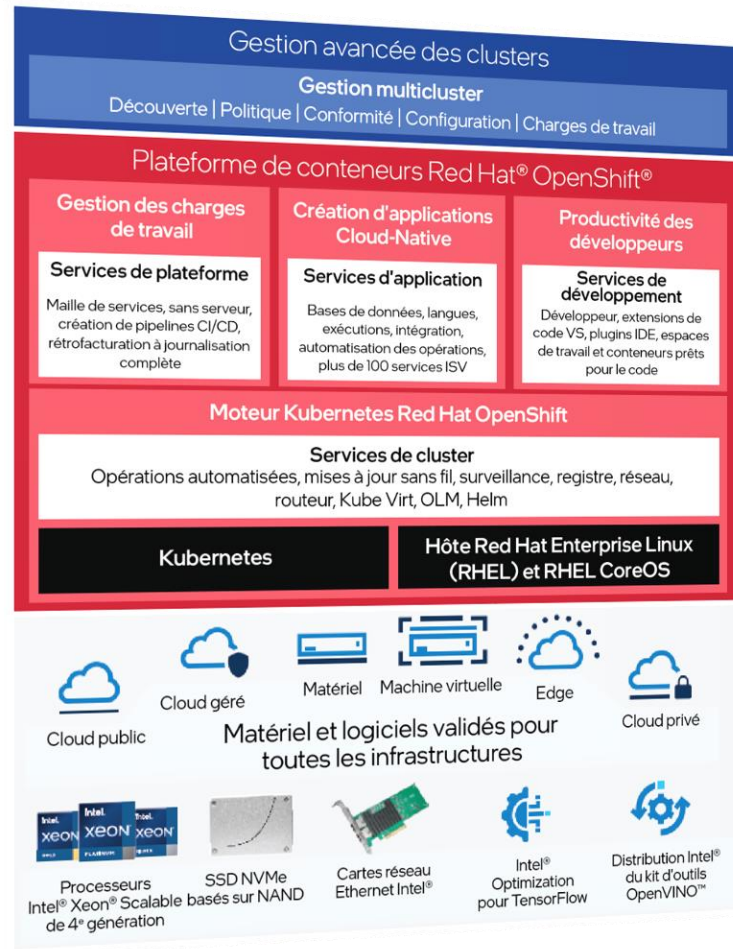 Gestion avancée des clusters
Gestion multicluster
Découverte | Politique | Conformité | Configuration | Charges de travail
Plateforme de conteneurs Red Hat® OpenShift®
Gestion des charges
de travail
Services de plateforme
Maille de services, sans serveur,
création de pipelines CI/CD,
rétrofacturation à journalisation
complète
Création d'applications
Cloud-Native
Services d'application
Bases de données, langues,
exécutions, intégration,
automatisation des opérations,
plus de 100 services ISV
Productivité des
développeurs
Services de
développement
Développeur, extensions de
code VS, plugins IDE, espaces
de travail et conteneurs prêts
pour le code
Moteur Kubernetes Red Hat OpenShift
Services de cluster
Opérations automatisées, mises à jour sans fil, surveillance, registre, réseau,
routeur, Kube Virt, OLM, Helm
Kubernetes
Hôte Red Hat Enterprise Linux
(RHEL) et RHEL CoreOS
Cloud public
Cloud géré
Matériel
Machine virtuelle
Edge
Cloud privé
Matériel et logiciels validés pour
toutes les infrastructures
intel.
XEON
intel.
XEON
PLATINUM
intel.
XEON
Processeurs
Intel® Xeon® Scalable
de 4e génération
SSD NVMe
basés sur NAND
Cartes réseau
Ethernet Intel®
Intel®
Optimization
pour TensorFlow
Distribution Intel®
du kit d'outils
OpenVINO™